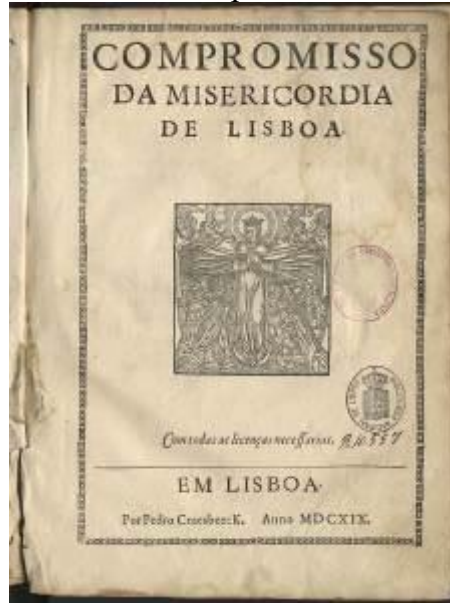 COMPROMISSO
DA MISERICORDIA
DE LISBOA.
Com todas as licenças necessarias.
EM LISBOA.
Por Pedro Craesbeeck. Anno MDCXIX.